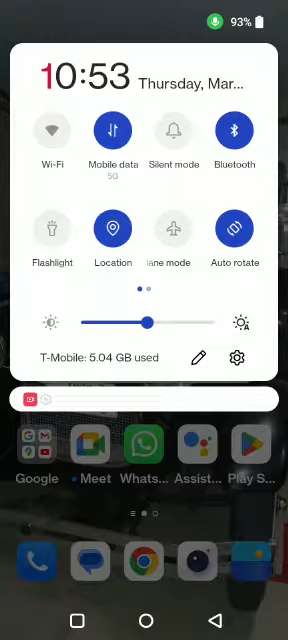 93%
10:53 Thursday, Mar...
Wi-Fi
Mobile data
5G
Silent mode
Bluetooth
Flashlight
Location
lane mode
Auto rotate
A
T-Mobile: 5.04 GB used
Google
Meet
Whats...
Assist...
Play S...